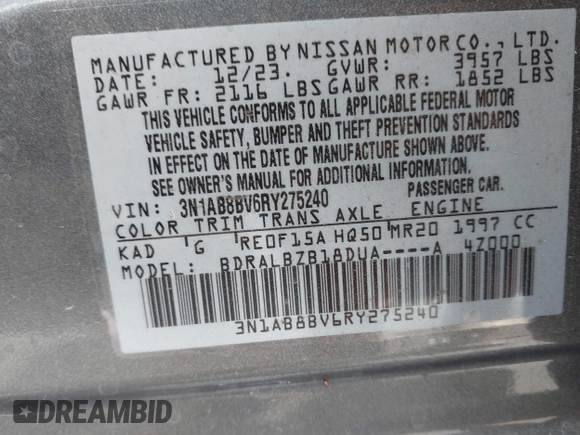 MANUFACTURED BY NISSAN MOTOR CO., LTD.
DATE: 12/23. GVWR: 3957 LBS
GAWR FR: 2116 LBS GAWR RR: 1852 LBS
THIS VEHICLE CONFORMS TO ALL APPLICABLE FEDERAL MOTOR
VEHICLE SAFETY, BUMPER AND THEFT PREVENTION STANDARDS
IN EFFECT ON THE DATE OF MANUFACTURE SHOWN ABOVE.
SEE OWNER'S MANUAL FOR ADDITIONAL INFORMATION.
VIN: 3N1AB8BV6RY275240 PASSENGER CAR.
COLOR TRIM TRANS AXLE ENGINE
KAD G RE0F15A HQ50 MR20 1997 CC
MODEL: BDRALBZB18DUA----A 4Z000
3N1AB8BV6RY275240
DREAMBID